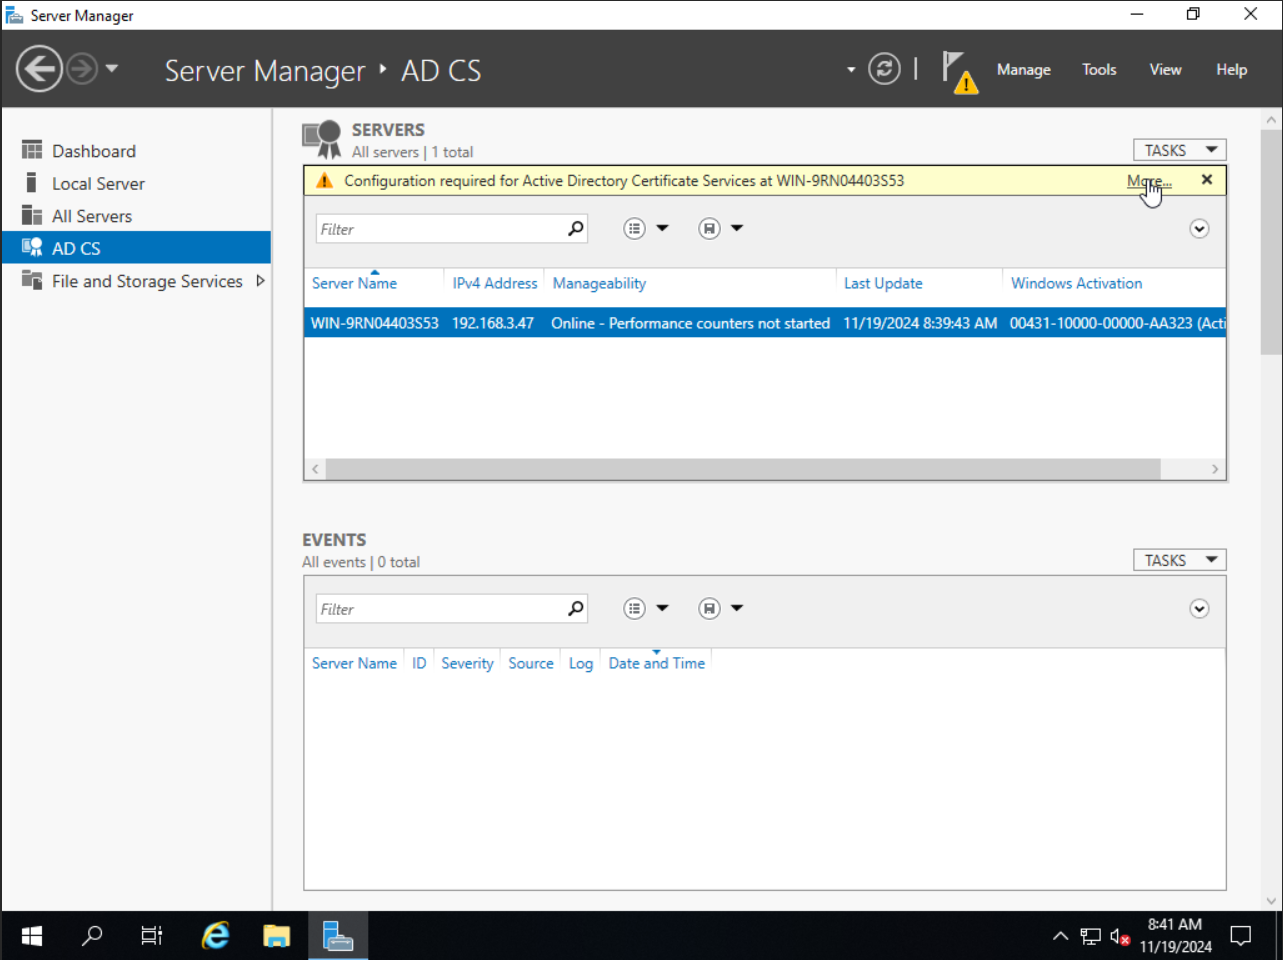 Server Manager
Server Manager ‣ AD CS
Manage Tools View Help
Dashboard
Local Server
All Servers
AD CS
File and Storage Services
SERVERS
All servers | 1 total
TASKS
Configuration required for Active Directory Certificate Services at WIN-9RN04403S53
More...
Filter
Server Name IPv4 Address Manageability Last Update Windows Activation
WIN-9RN04403S53 192.168.3.47 Online - Performance counters not started 11/19/2024 8:39:43 AM 00431-10000-00000-AA323 (Acti
EVENTS
All events | 0 total
TASKS
Filter
Server Name ID Severity Source Log Date and Time
8:41 AM
11/19/2024